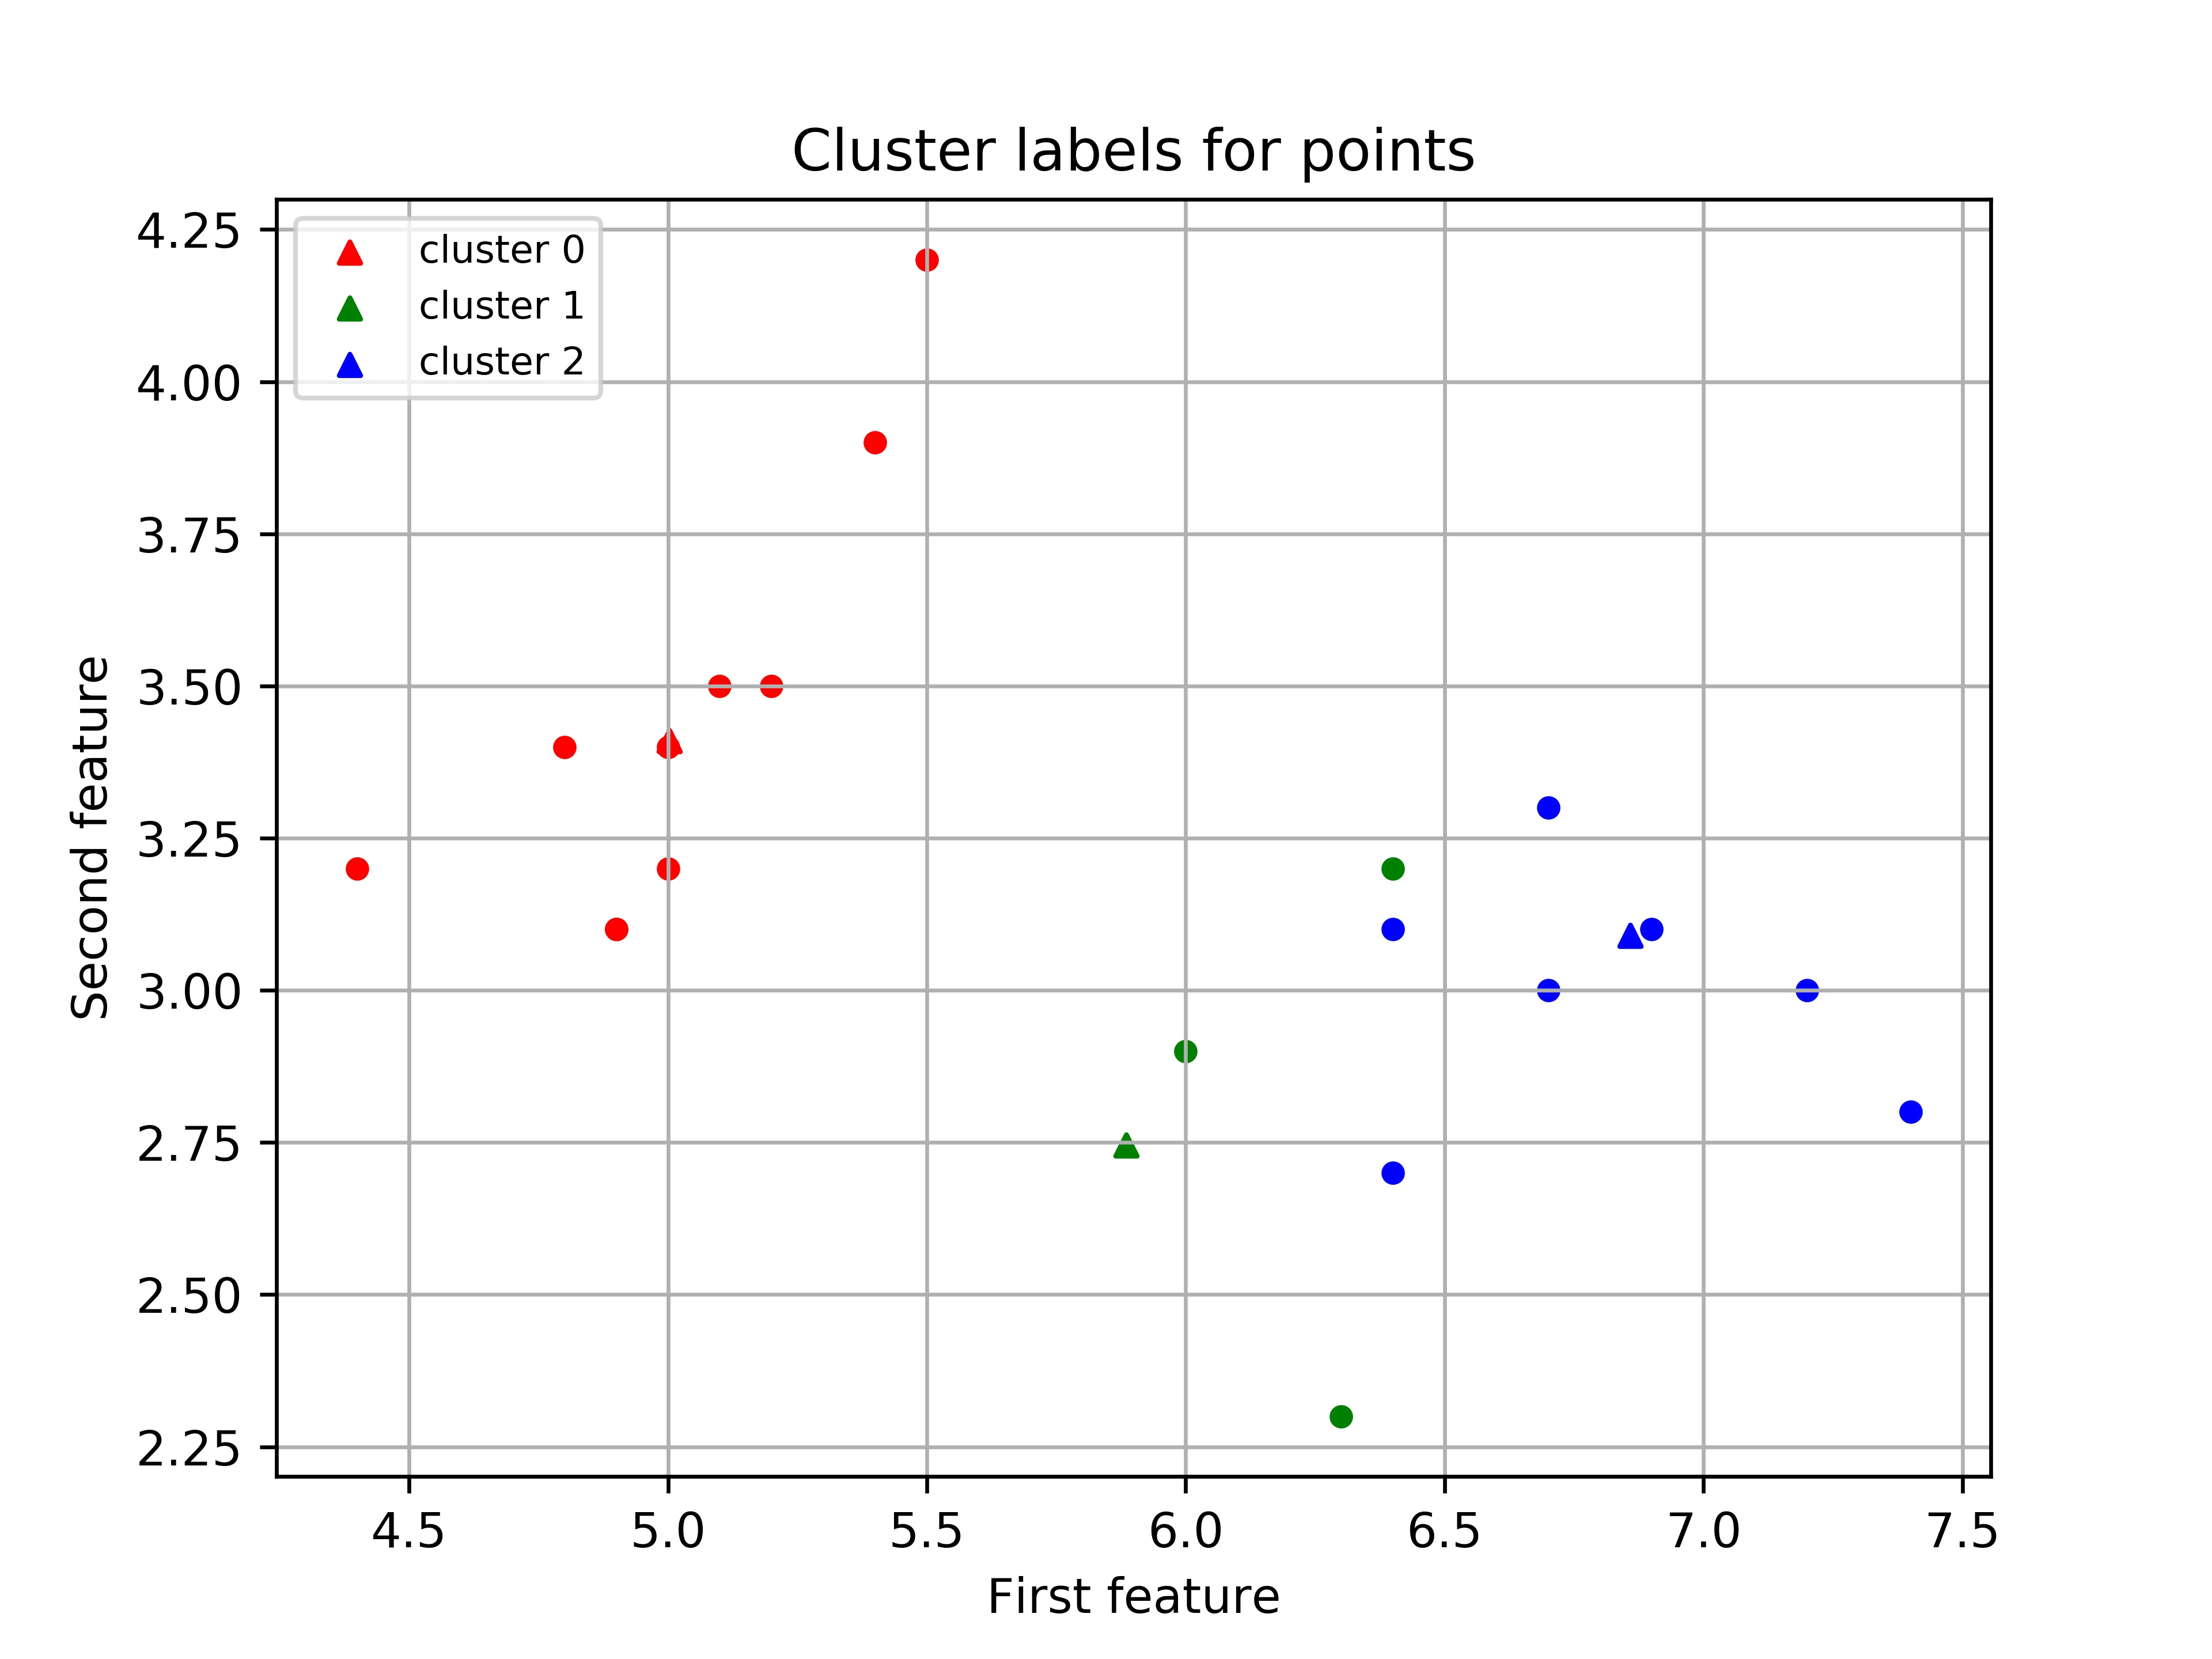 Cluster labels for points
cluster 0
cluster 1
cluster 2
4.25
4.00
3.75
3.50
3.25
3.00
2.75
2.50
2.25
Second feature
4.5 5.0 5.5 6.0 6.5 7.0 7.5
First feature